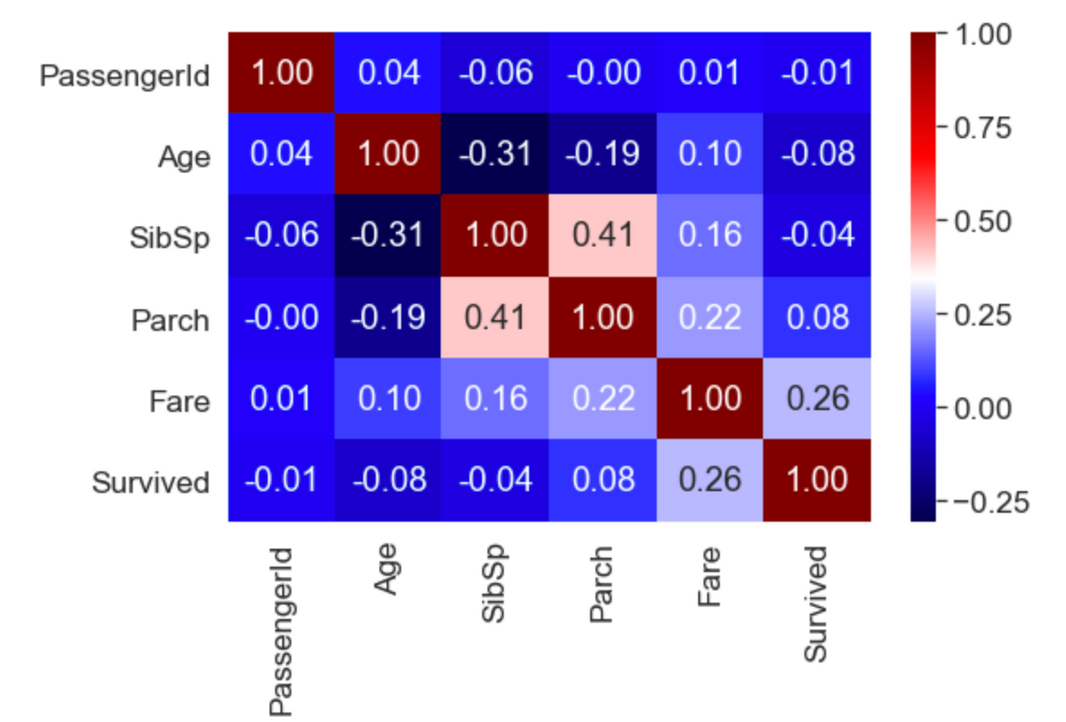 PassengerId 1.00 0.04 -0.06 -0.00 0.01 -0.01
Age 0.04 1.00 -0.31 -0.19 0.10 -0.08
SibSp -0.06 -0.31 1.00 0.41 0.16 -0.04
Parch -0.00 -0.19 0.41 1.00 0.22 0.08
Fare 0.01 0.10 0.16 0.22 1.00 0.26
Survived -0.01 -0.08 -0.04 0.08 0.26 1.00
PassengerId Age SibSp Parch Fare Survived
1.00
0.75
0.50
0.25
0.00
−0.25